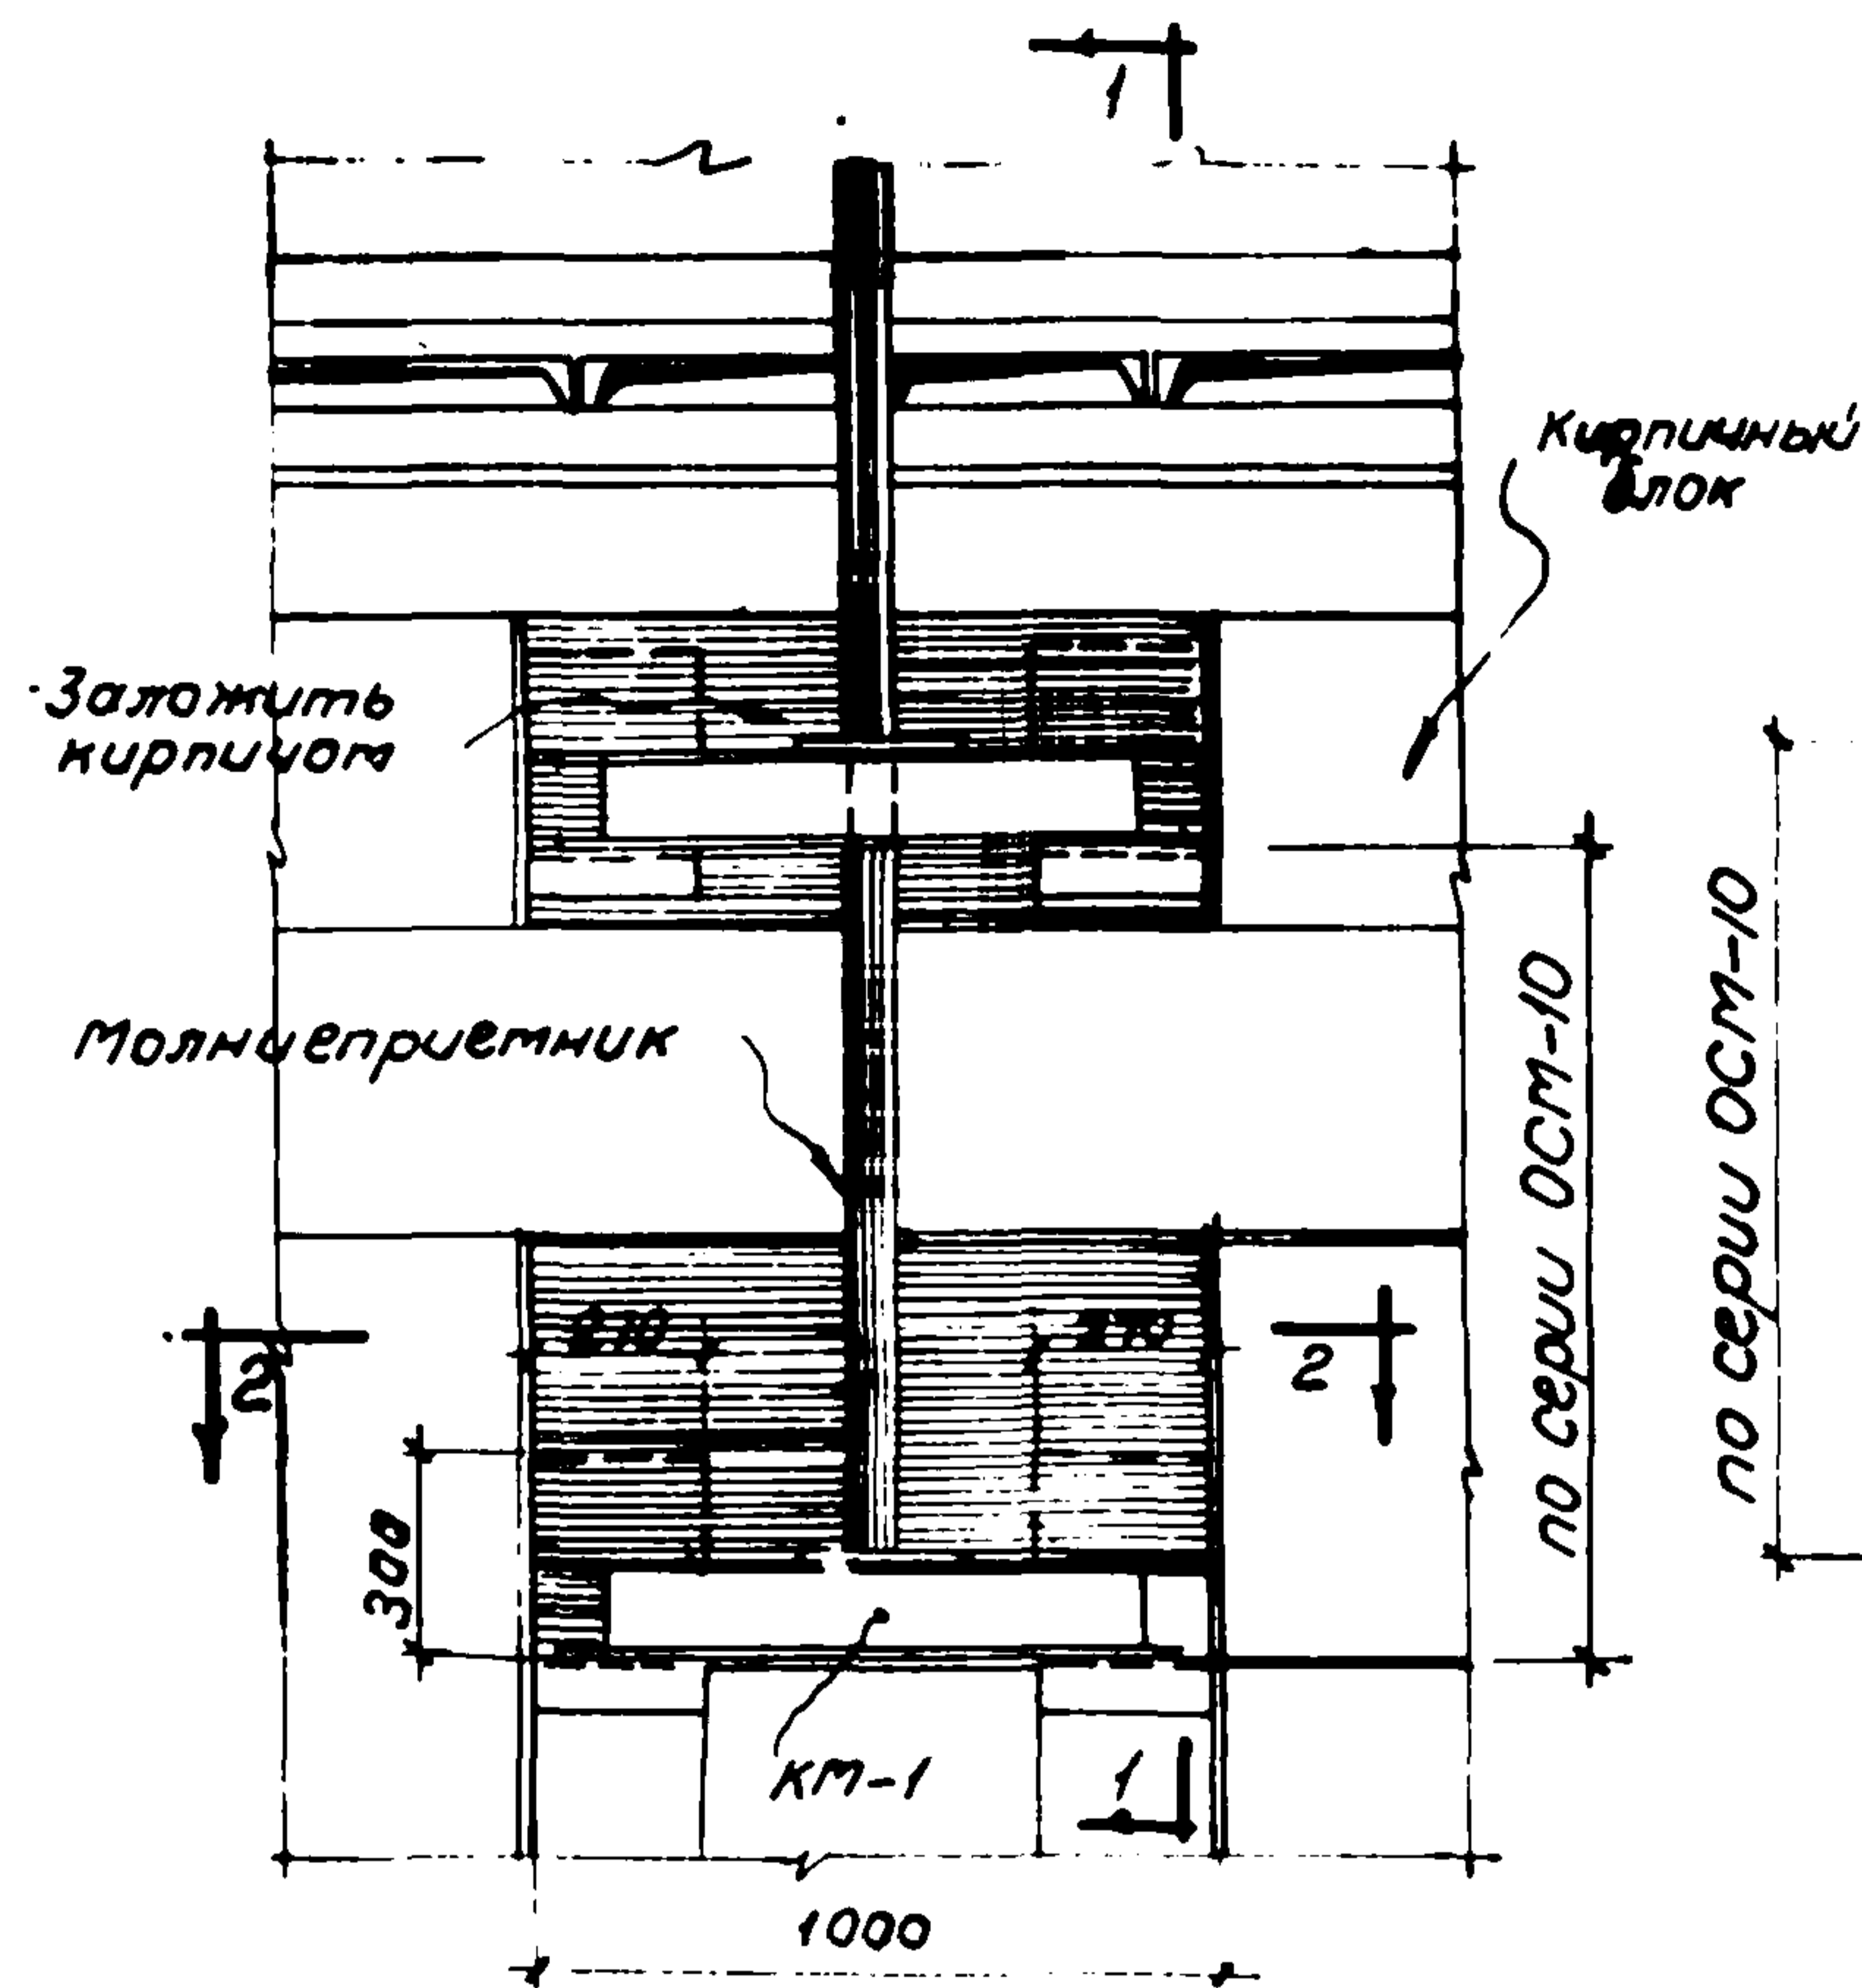 1
Кирпичный
блок
Заложить
кирпичом
Молниеприемник
по серии ОСМ-10
по серии ОСМ-10
2
2
300
КМ-1
1
1000